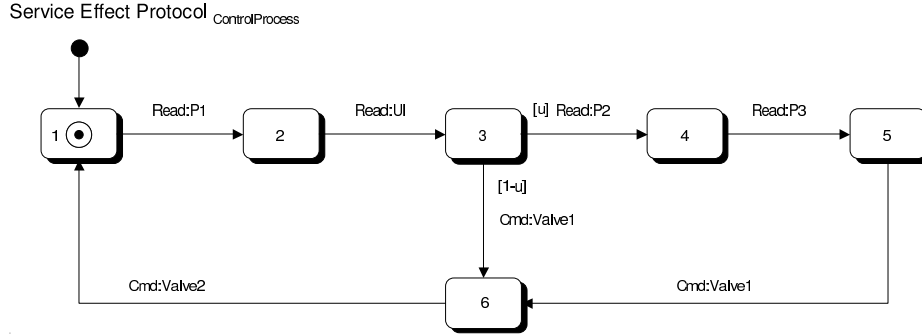 Service Effect Protocol ControlProcess
Read:P1
Read:UI
[u] Read:P2
Read:P3
1
2
3
4
5
[1-u]
Cmd:Valve1
Cmd:Valve2
Cmd:Valve1
6